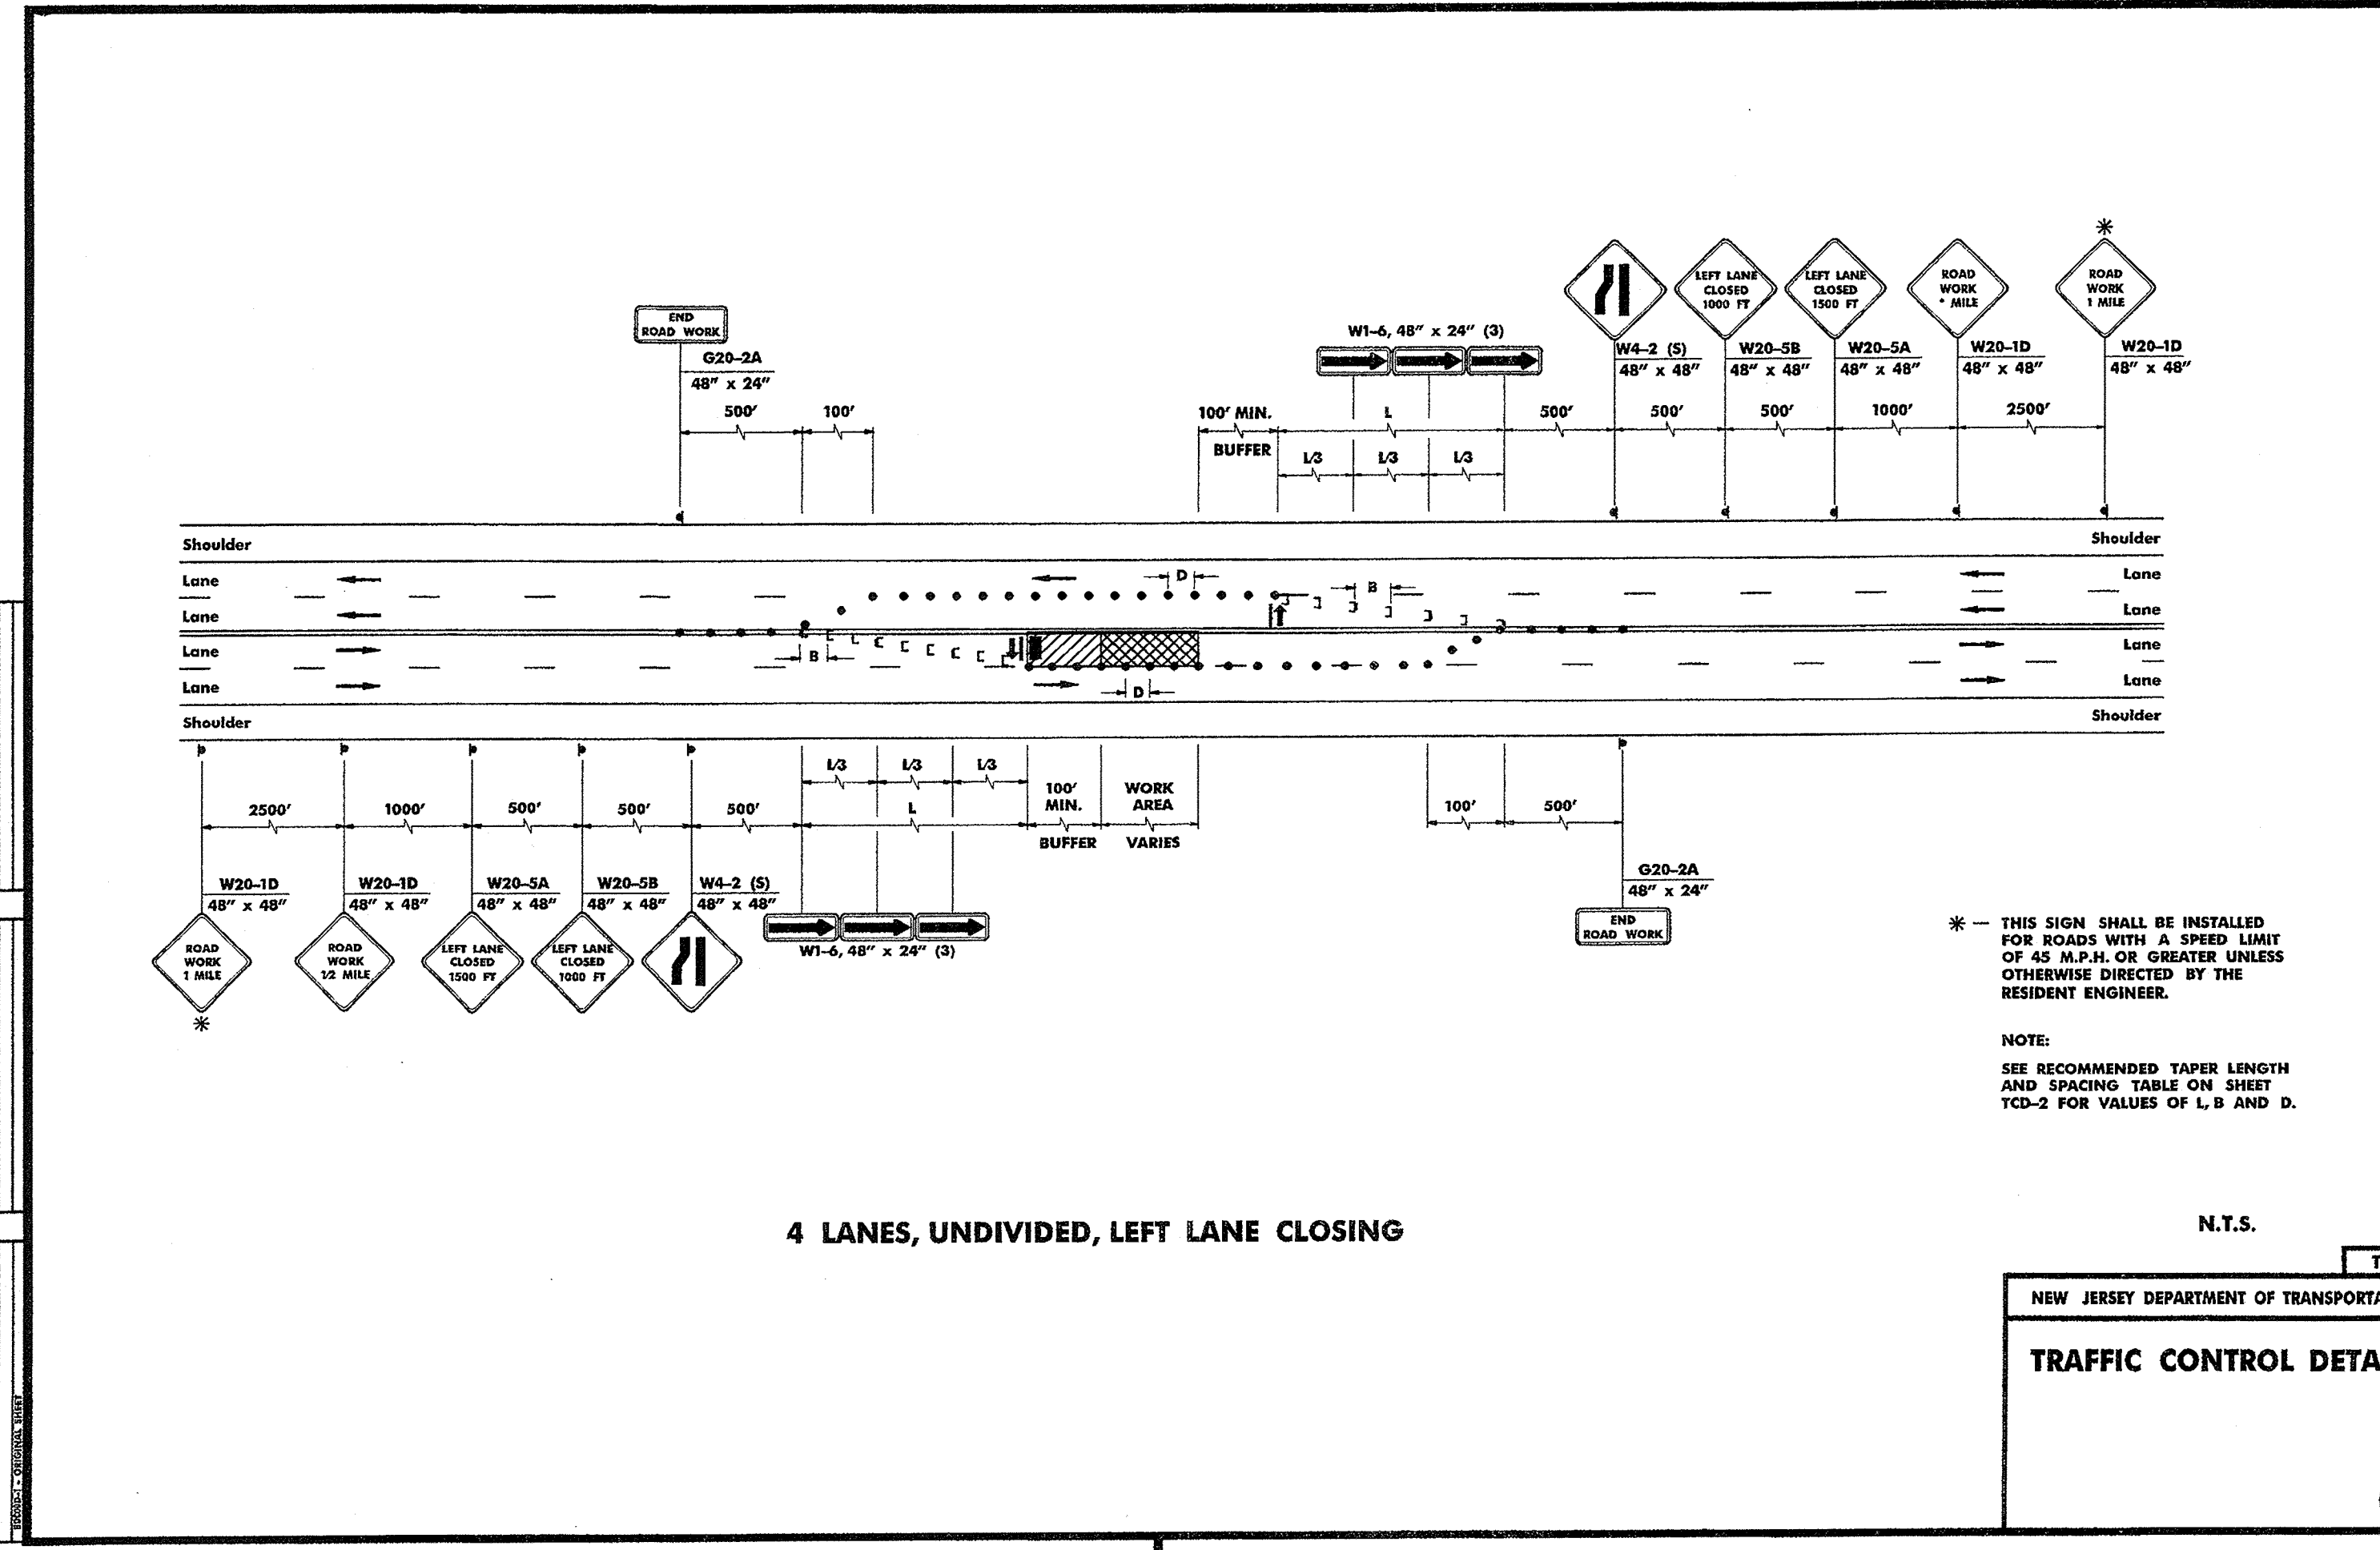 *
ROAD
WORK
1 MILE
ROAD
WORK
MILE
LEFT LANE
CLOSED
1500 FT
LEFT LANE
CLOSED
1000 FT
END
ROAD WORK
W1-6, 48" x 24" (3)
W4-2 (S)
48" x 48"
W20-5B
48" x 48"
W20-5A
48" x 48"
W20-1D
48" x 48"
W20-1D
48" x 48"
G20-2A
48" x 24"
500' 100'
100' MIN.
BUFFER
L
500' 500' 500' 1000' 2500'
L/3 L/3 L/3
Shoulder Shoulder
Lane D B Lane
Lane Lane
Lane B Lane
Lane D Lane
Shoulder Shoulder
L/3 L/3 L/3
2500' 1000' 500' 500' 500' L
100'
MIN.
BUFFER
WORK
AREA
VARIES
100' 500'
W20-1D
48" x 48"
W20-1D
48" x 48"
W20-5A
48" x 48"
W20-5B
48" x 48"
W4-2 (S)
48" x 48"
G20-2A
48" x 24"
ROAD
WORK
1 MILE
*
ROAD
WORK
1/2 MILE
LEFT LANE
CLOSED
1500 FT
LEFT LANE
CLOSED
1000 FT
W1-6, 48" x 24" (3)
END
ROAD WORK
* — THIS SIGN SHALL BE INSTALLED
FOR ROADS WITH A SPEED LIMIT
OF 45 M.P.H. OR GREATER UNLESS
OTHERWISE DIRECTED BY THE
RESIDENT ENGINEER.
NOTE:
SEE RECOMMENDED TAPER LENGTH
AND SPACING TABLE ON SHEET
TCD-2 FOR VALUES OF L, B AND D.
4 LANES, UNDIVIDED, LEFT LANE CLOSING
N.T.S.
NEW JERSEY DEPARTMENT OF TRANSPORTA
TRAFFIC CONTROL DETA